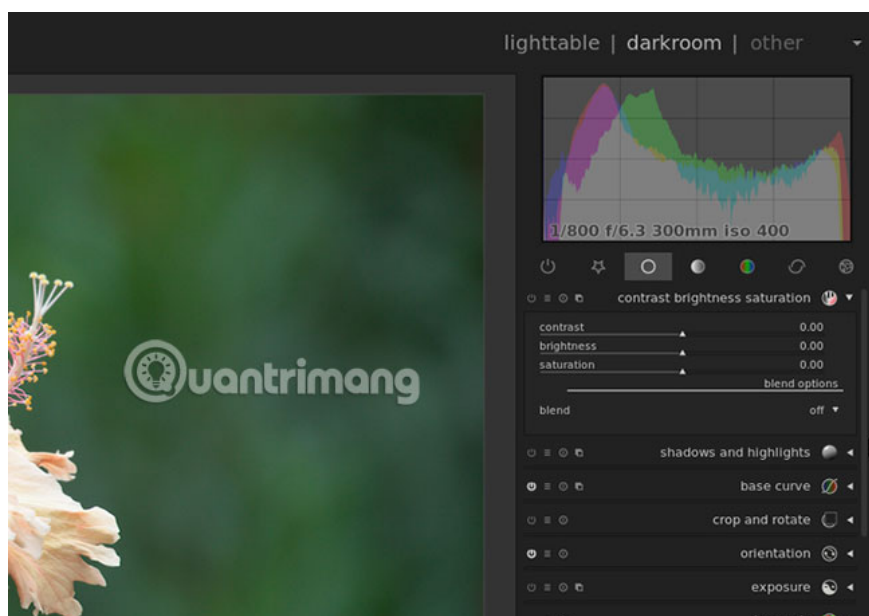 lighttable | darkroom | other
1/800 f/6.3 300mm iso 400
contrast brightness saturation
contrast 0.00
brightness 0.00
saturation 0.00
blend options
blend off
Quantrimang
shadows and highlights
base curve
crop and rotate
orientation
exposure